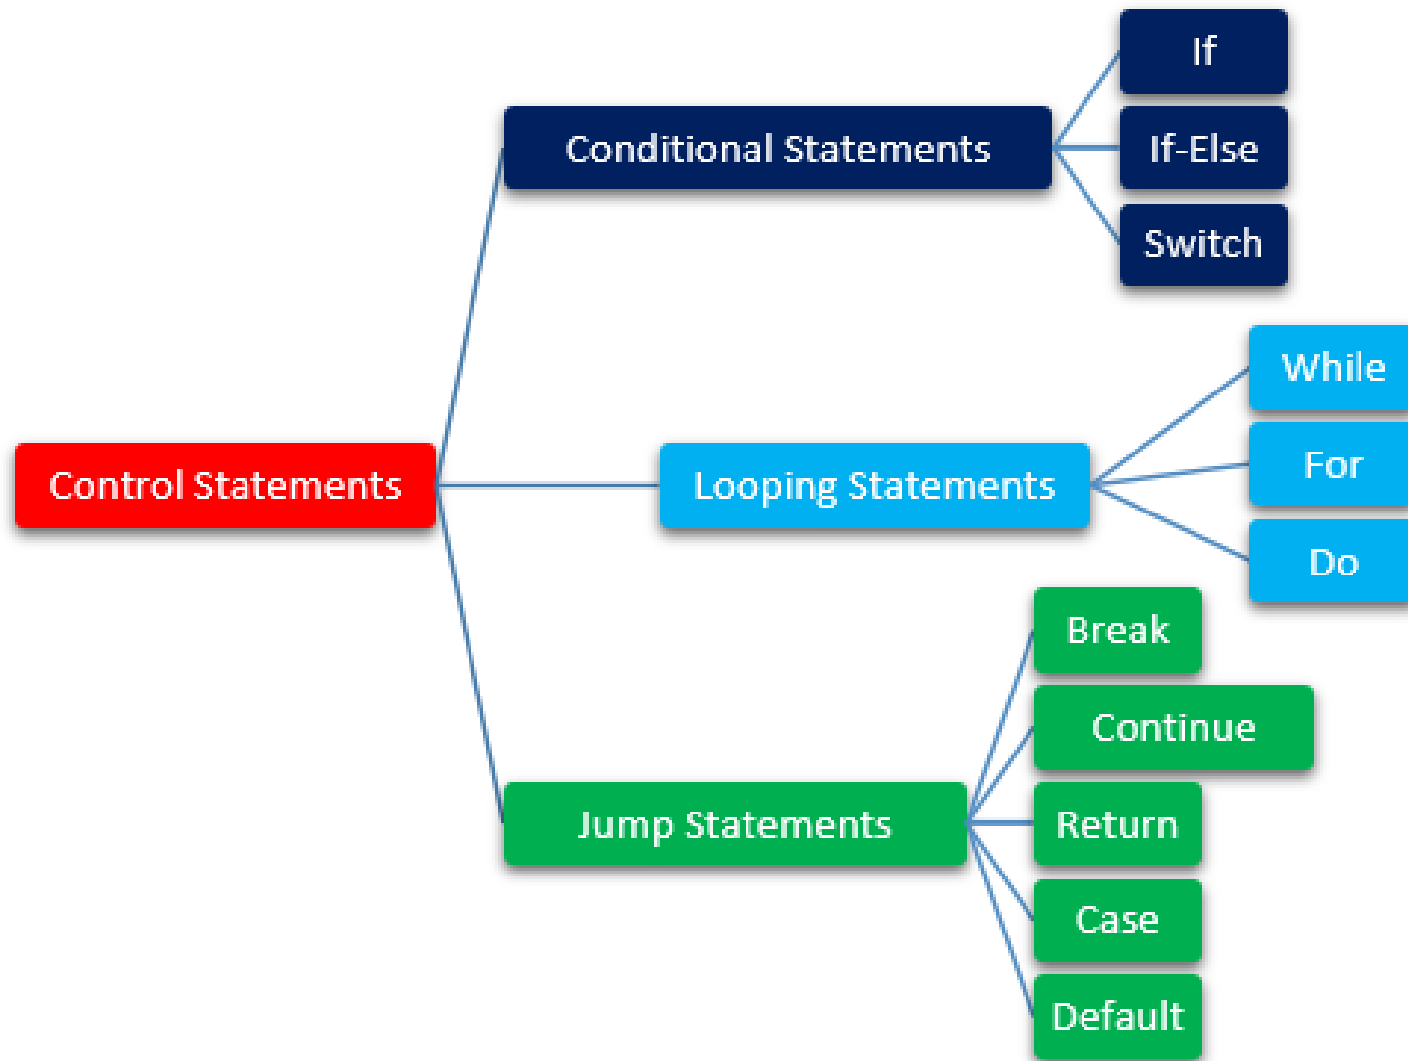 Control Statements
Conditional Statements
If
If-Else
Switch
Looping Statements
While
For
Do
Jump Statements
Break
Continue
Return
Case
Default